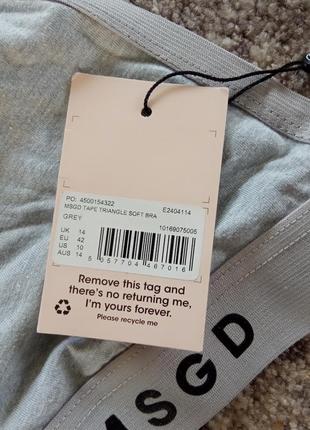 PO: 4500154322 E2404114
MSGD TAPE TRIANGLE SOFT BRA
GREY
UK 14 10169075005
EU 42
US 10
AUS 14
5 057704 467016
Remove this tag and
there's no returning me,
I'm yours forever.
Please recycle me
MSGD